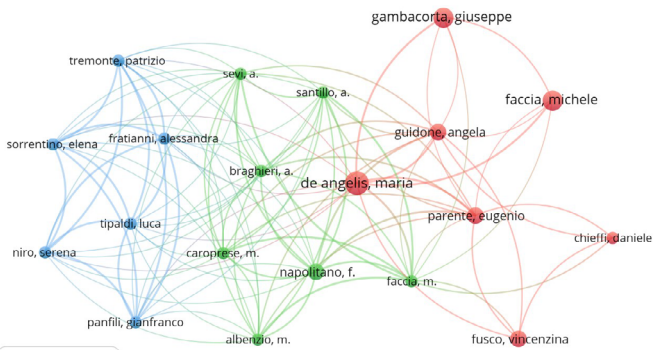 gambacorta, giuseppe
tremonte, patrizio
sevi, a.
santillo, a.
faccia, michele
guidone, angela
sorrentino, elena
fratianni, alessandra
braghieri, a.
de angelis, maria
parente, eugenio
tipaldi, luca
chieffi, daniele
niro, serena
caroprese, m.
napolitano, f.
faccia, m.
panfili, gianfranco
albenzio, m.
fusco, vincenzina